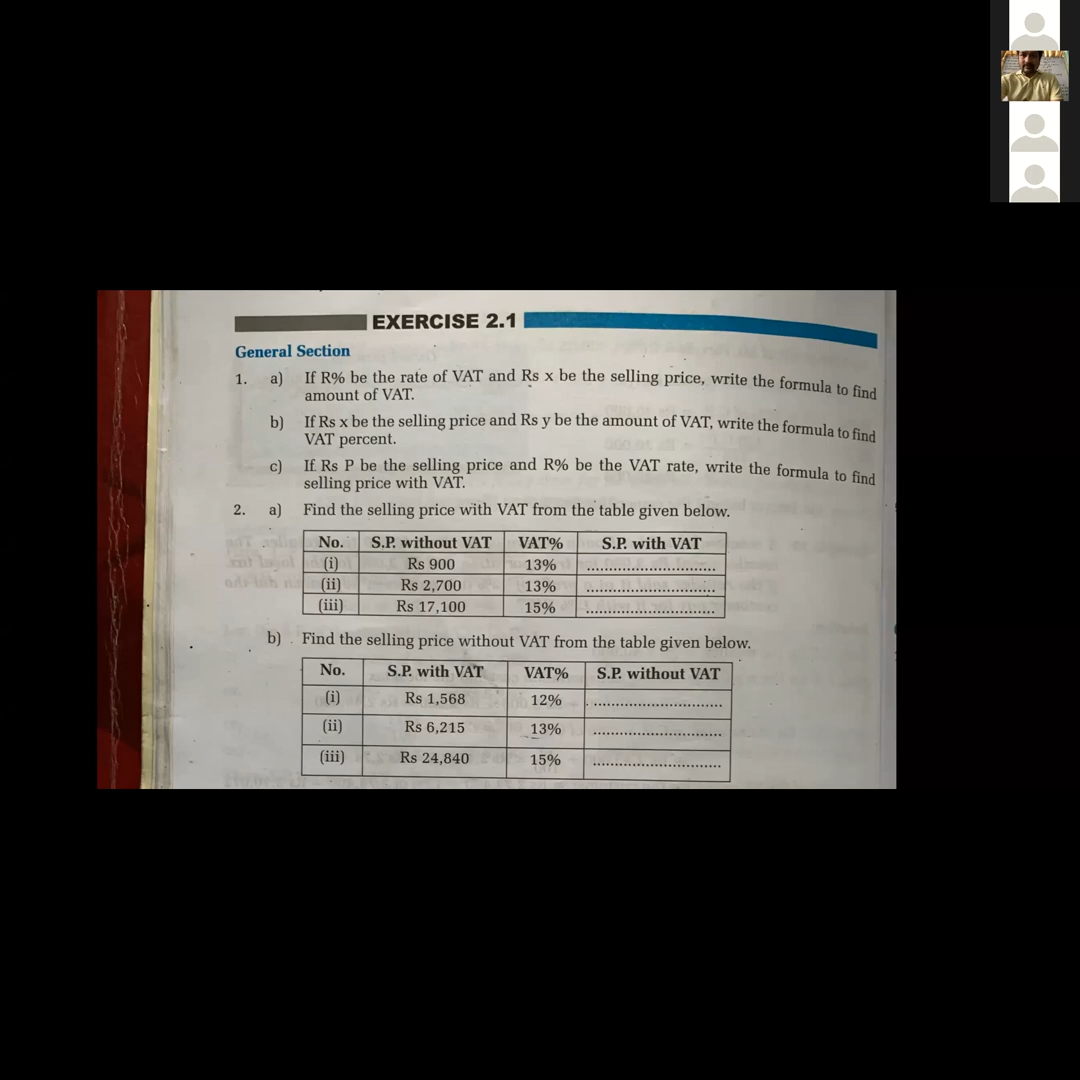 EXERCISE 2.1
General Section
1. a) If R% be the rate of VAT and Rs x be the selling price, write the formula to find
amount of VAT.
b) If Rs x be the selling price and Rs y be the amount of VAT, write the formula to find
VAT percent.
c) If Rs P be the selling price and R% be the VAT rate, write the formula to find
selling price with VAT.
2. a) Find the selling price with VAT from the table given below.
No. S.P. without VAT VAT% S.P. with VAT
(i) Rs 900 13% .............................
(ii) Rs 2,700 13% .............................
(iii) Rs 17,100 15% .............................
b) Find the selling price without VAT from the table given below.
No. S.P. with VAT VAT% S.P. without VAT
(i) Rs 1,568 12% .............................
(ii) Rs 6,215 13% .............................
(iii) Rs 24,840 15% .............................